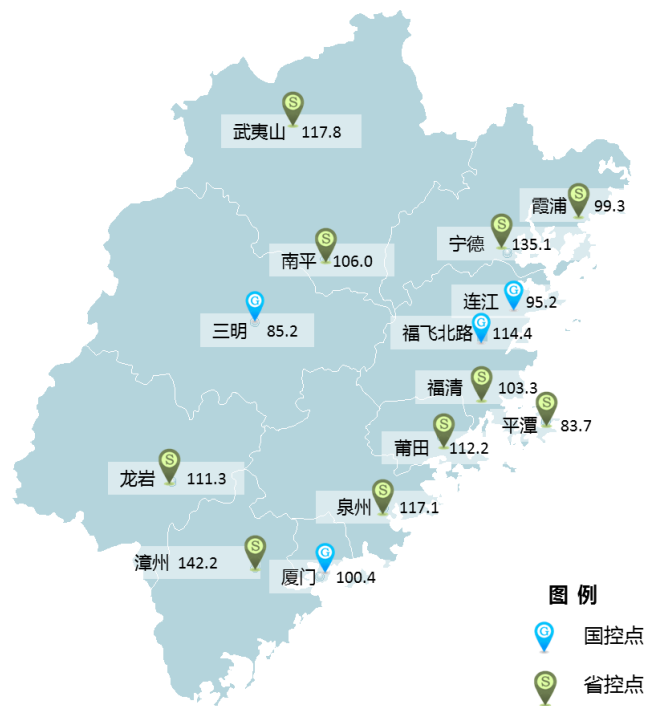 S
武夷山 117.8
S
霞浦 99.3
S
宁德 135.1
S
南平 106.0
G
连江 95.2
G
三明 85.2
G
福飞北路 114.4
S
福清 103.3
S
平潭 83.7
S
莆田 112.2
S
龙岩 111.3
S
泉州 117.1
S
漳州 142.2
G
厦门 100.4
图 例
G 国控点
S 省控点